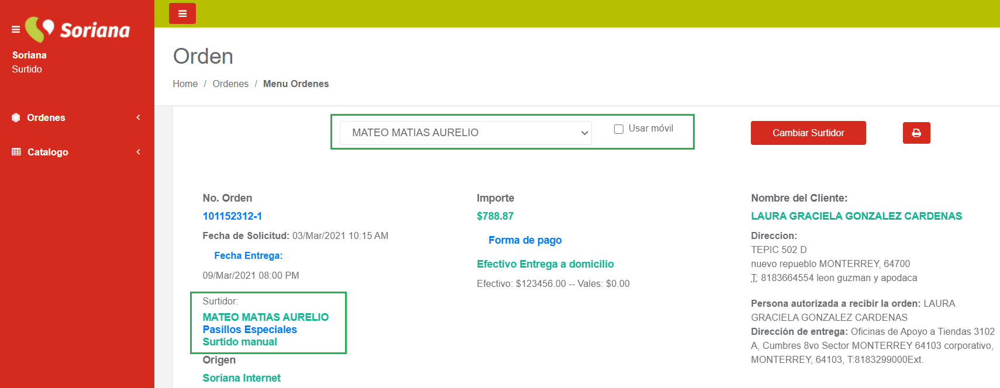 Soriana
Soriana
Surtido
Ordenes
Catalogo
Orden
Home / Ordenes / Menu Ordenes
MATEO MATIAS AURELIO
Usar móvil
Cambiar Surtidor
No. Orden
101152312-1
Fecha de Solicitud: 03/Mar/2021 10:15 AM
Fecha Entrega:
09/Mar/2021 08:00 PM
Surtidor:
MATEO MATIAS AURELIO
Pasillos Especiales
Surtido manual
Origen
Soriana Internet
Importe
$788.87
Forma de pago
Efectivo Entrega a domicilio
Efectivo: $123456.00 -- Vales: $0.00
Nombre del Cliente:
LAURA GRACIELA GONZALEZ CARDENAS
Direccion:
TEPIC 502 D
nuevo repueblo MONTERREY, 64700
T: 8183664554 leon guzman y apodaca
Persona autorizada a recibir la orden: LAURA
GRACIELA GONZALEZ CARDENAS
Dirección de entrega: Oficinas de Apoyo a Tiendas 3102
A, Cumbres 8vo Sector MONTERREY 64103 corporativo,
MONTERREY, 64103, T:8183299000Ext.